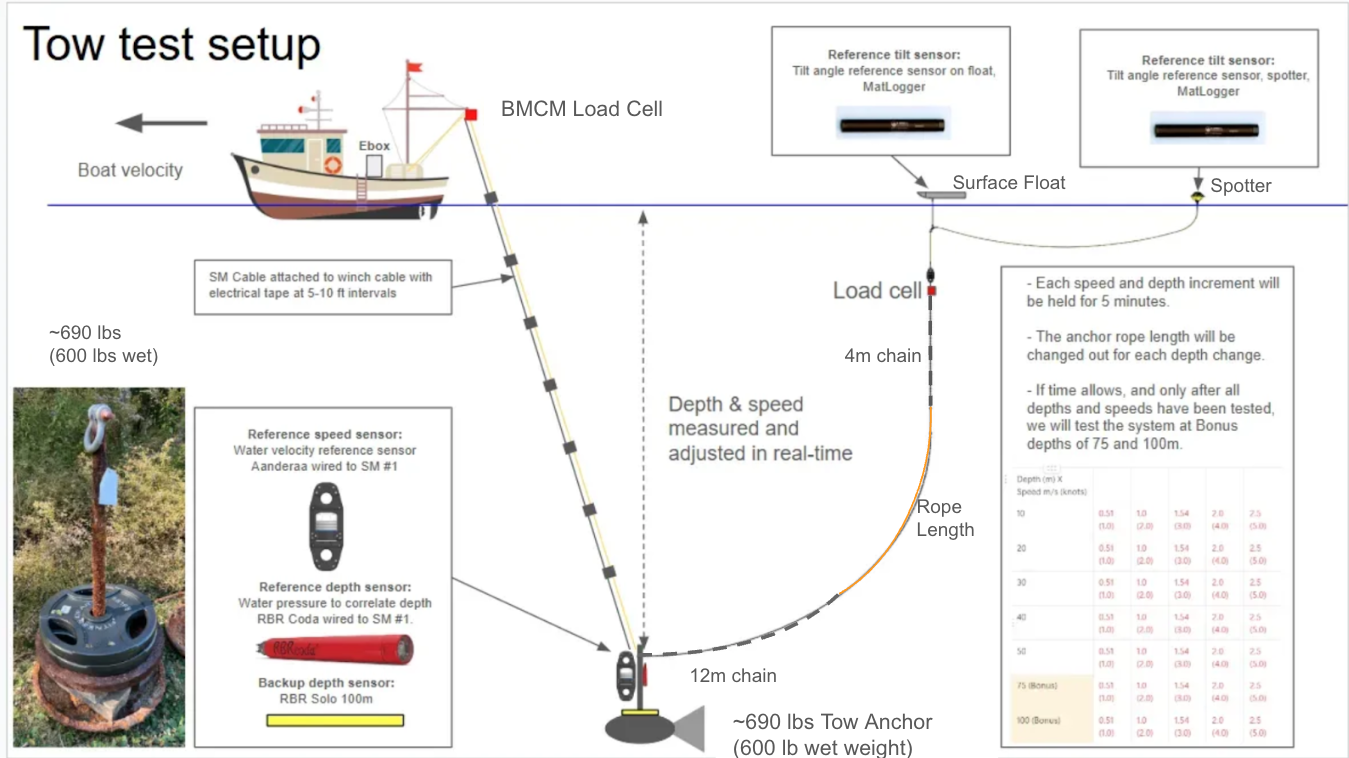 Tow test setup
Boat velocity
Ebox
BMCM Load Cell
Reference tilt sensor:
Tilt angle reference sensor on float,
MatLogger
Reference tilt sensor:
Tilt angle reference sensor, spotter,
MatLogger
Surface Float
Spotter
SM Cable attached to winch cable with
electrical tape at 5-10 ft intervals
~690 lbs
(600 lbs wet)
Reference speed sensor:
Water velocity reference sensor
Aanderaa wired to SM #1
Reference depth sensor:
Water pressure to correlate depth
RBR Coda wired to SM #1.
RBRcoda
Backup depth sensor:
RBR Solo 100m
Depth & speed
measured and
adjusted in real-time
Load cell
4m chain
Rope
Length
12m chain
~690 lbs Tow Anchor
(600 lb wet weight)
- Each speed and depth increment will
be held for 5 minutes.
- The anchor rope length will be
changed out for each depth change.
- If time allows, and only after all
depths and speeds have been tested,
we will test the system at Bonus
depths of 75 and 100m.
Depth (m) X
Speed m/s (knots)
10 0.51 1.0 1.54 2.0 2.5
(1.0) (2.0) (3.0) (4.0) (5.0)
20 0.51 1.0 1.54 2.0 2.5
(1.0) (2.0) (3.0) (4.0) (5.0)
30 0.51 1.0 1.54 2.0 2.5
(1.0) (2.0) (3.0) (4.0) (5.0)
40 0.51 1.0 1.54 2.0 2.5
(1.0) (2.0) (3.0) (4.0) (5.0)
50 0.51 1.0 1.54 2.0 2.5
(1.0) (2.0) (3.0) (4.0) (5.0)
75 (Bonus) 0.51 1.0 1.54 2.0 2.5
(1.0) (2.0) (3.0) (4.0) (5.0)
100 (Bonus) 0.51 1.0 1.54 2.0 2.5
(1.0) (2.0) (3.0) (4.0) (5.0)